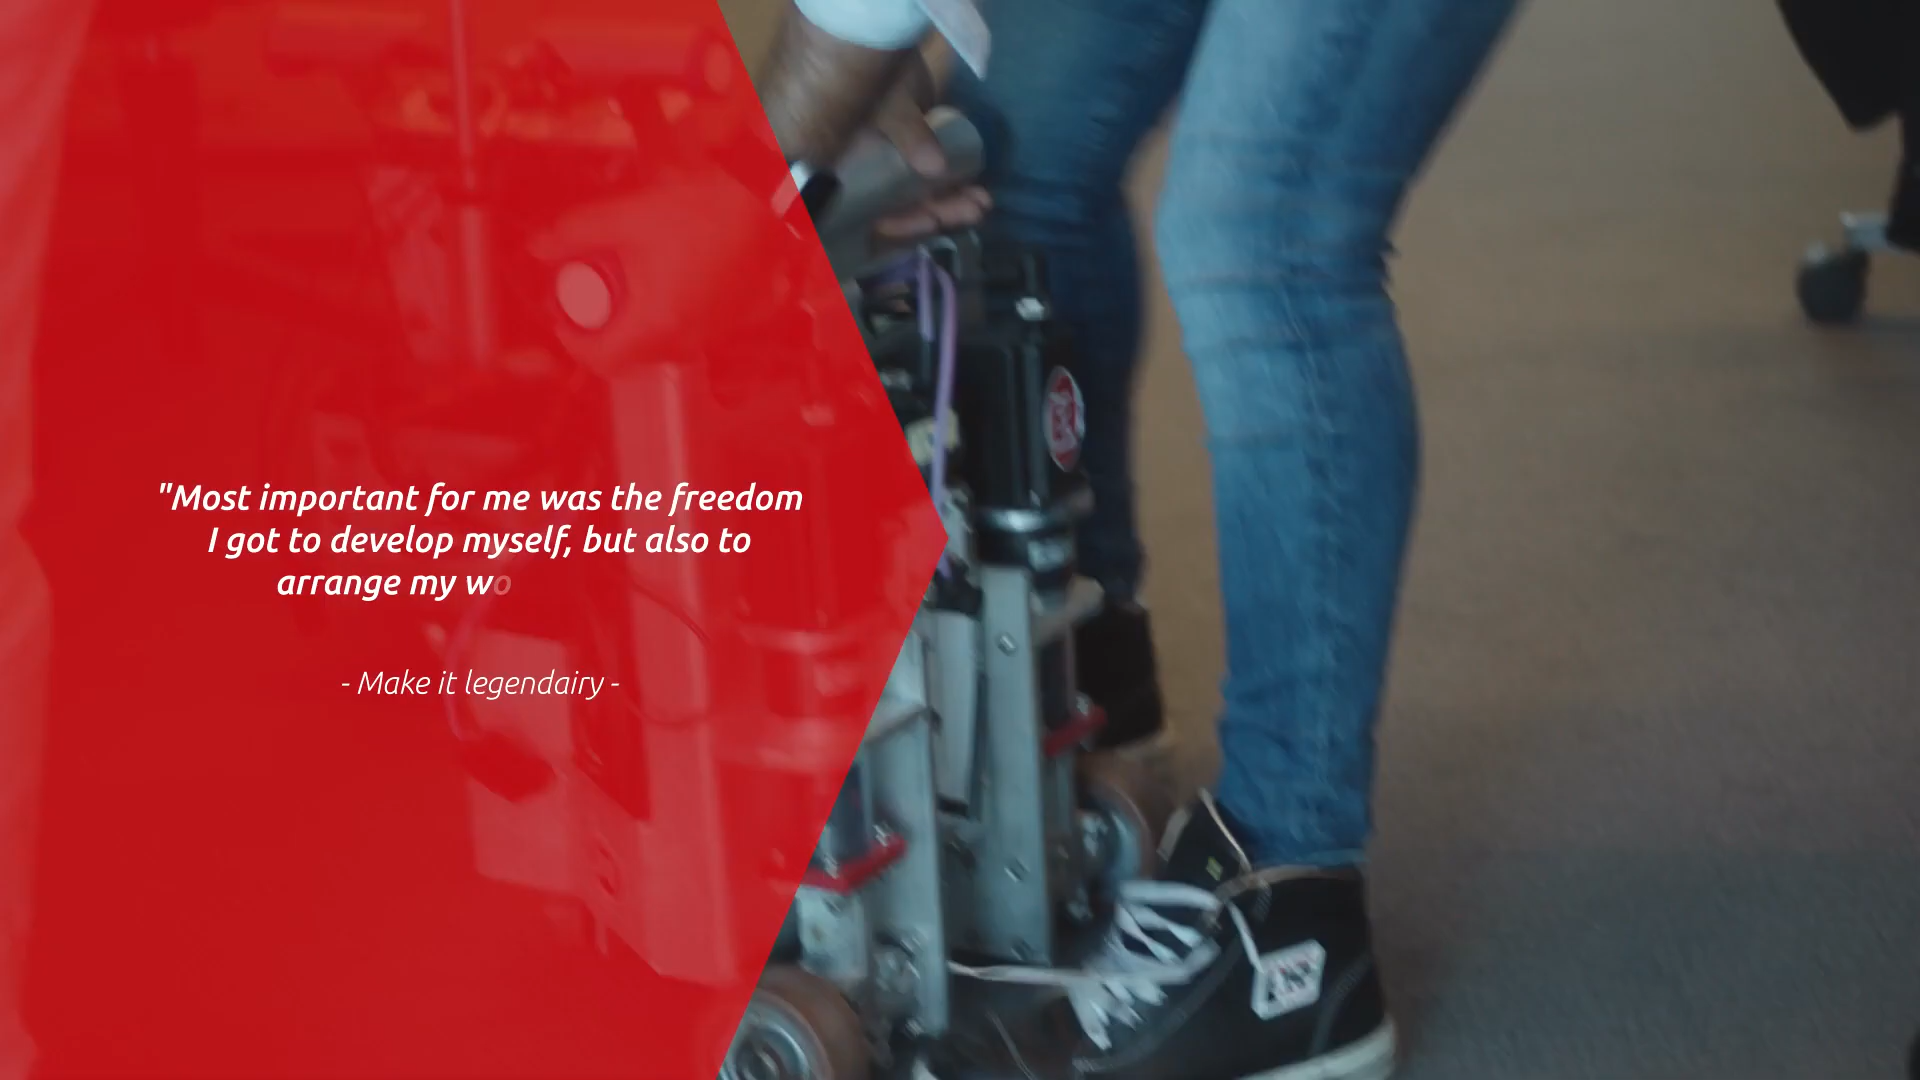 "Most important for me was the freedom
I got to develop myself, but also to
arrange my wo
- Make it legendairy -